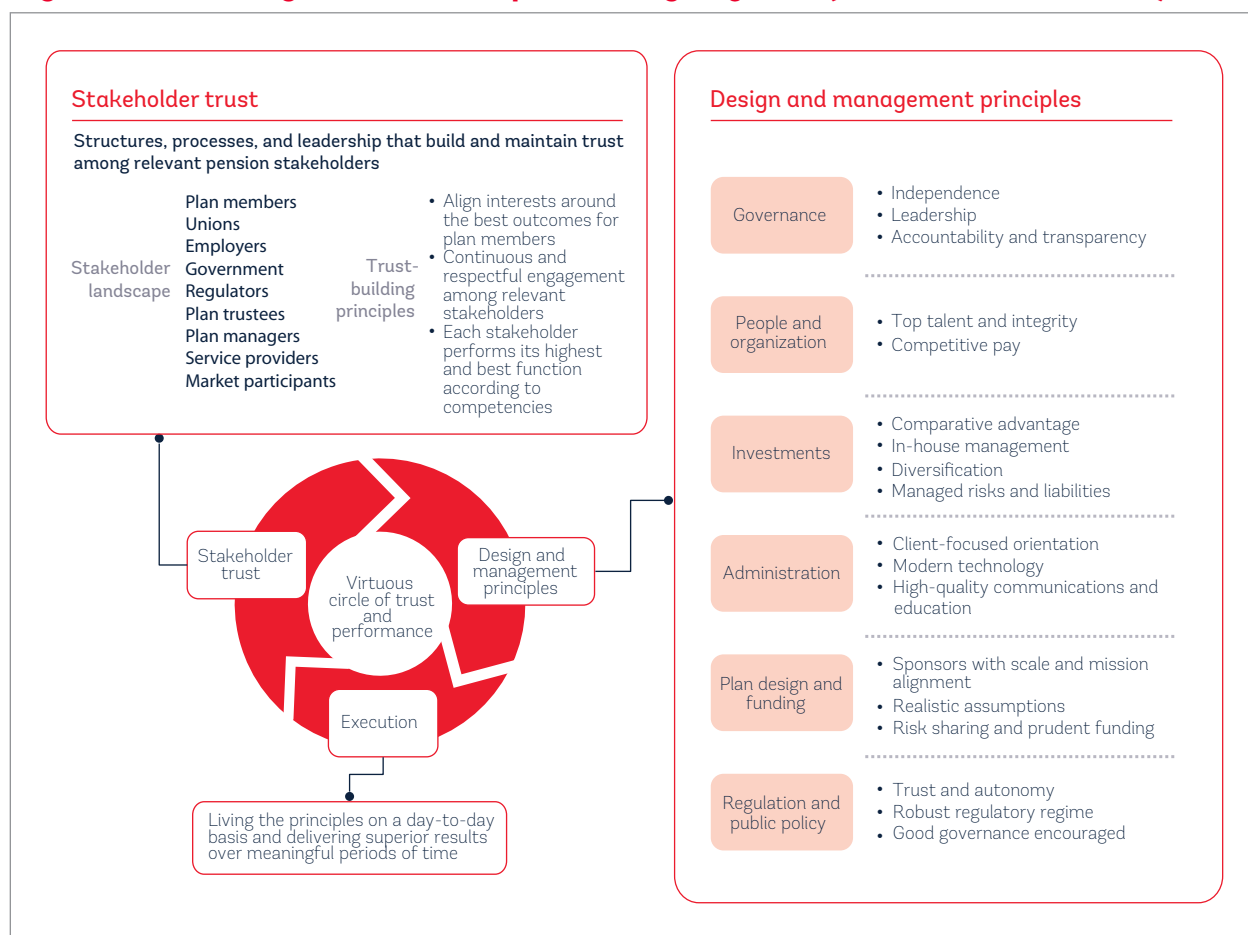 Stakeholder trust
Structures, processes, and leadership that build and maintain trust
among relevant pension stakeholders
Stakeholder
landscape
Plan members
Unions
Employers
Government
Regulators
Plan trustees
Plan managers
Service providers
Market participants
Trust-
building
principles
• Align interests around
the best outcomes for
plan members
• Continuous and
respectful engagement
among relevant
stakeholders
• Each stakeholder
performs its highest
and best function
according to
competencies
Stakeholder
trust
Design and
management
principles
Virtuous
circle of trust
and
performance
Execution
Living the principles on a day-to-day
basis and delivering superior results
over meaningful periods of time
Design and management principles
Governance
• Independence
• Leadership
• Accountability and transparency
People and
organization
• Top talent and integrity
• Competitive pay
Investments
• Comparative advantage
• In-house management
• Diversification
• Managed risks and liabilities
Administration
• Client-focused orientation
• Modern technology
• High-quality communications and
education
Plan design and
funding
• Sponsors with scale and mission
alignment
• Realistic assumptions
• Risk sharing and prudent funding
Regulation and
public policy
• Trust and autonomy
• Robust regulatory regime
• Good governance encouraged